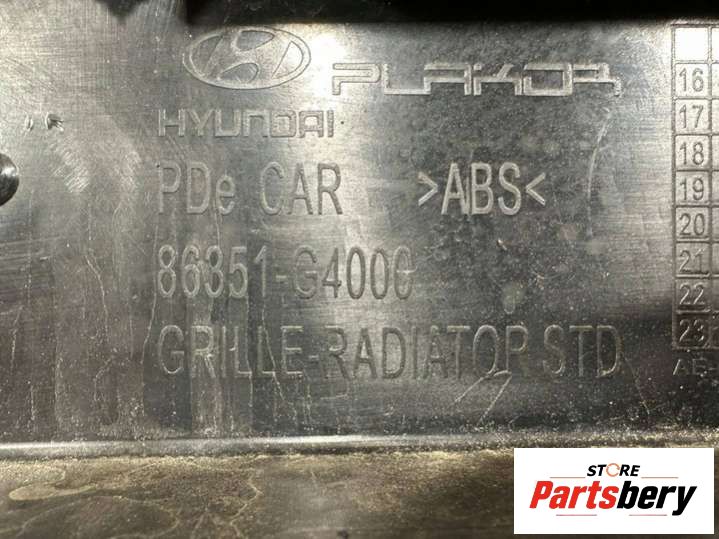 PLAKOR
HYUNDAI
PDe CAR >ABS<
86351-G4000
GRILLE-RADIATOR STD
16
17
18
19
20
21
22
23
STORE
Partsbery